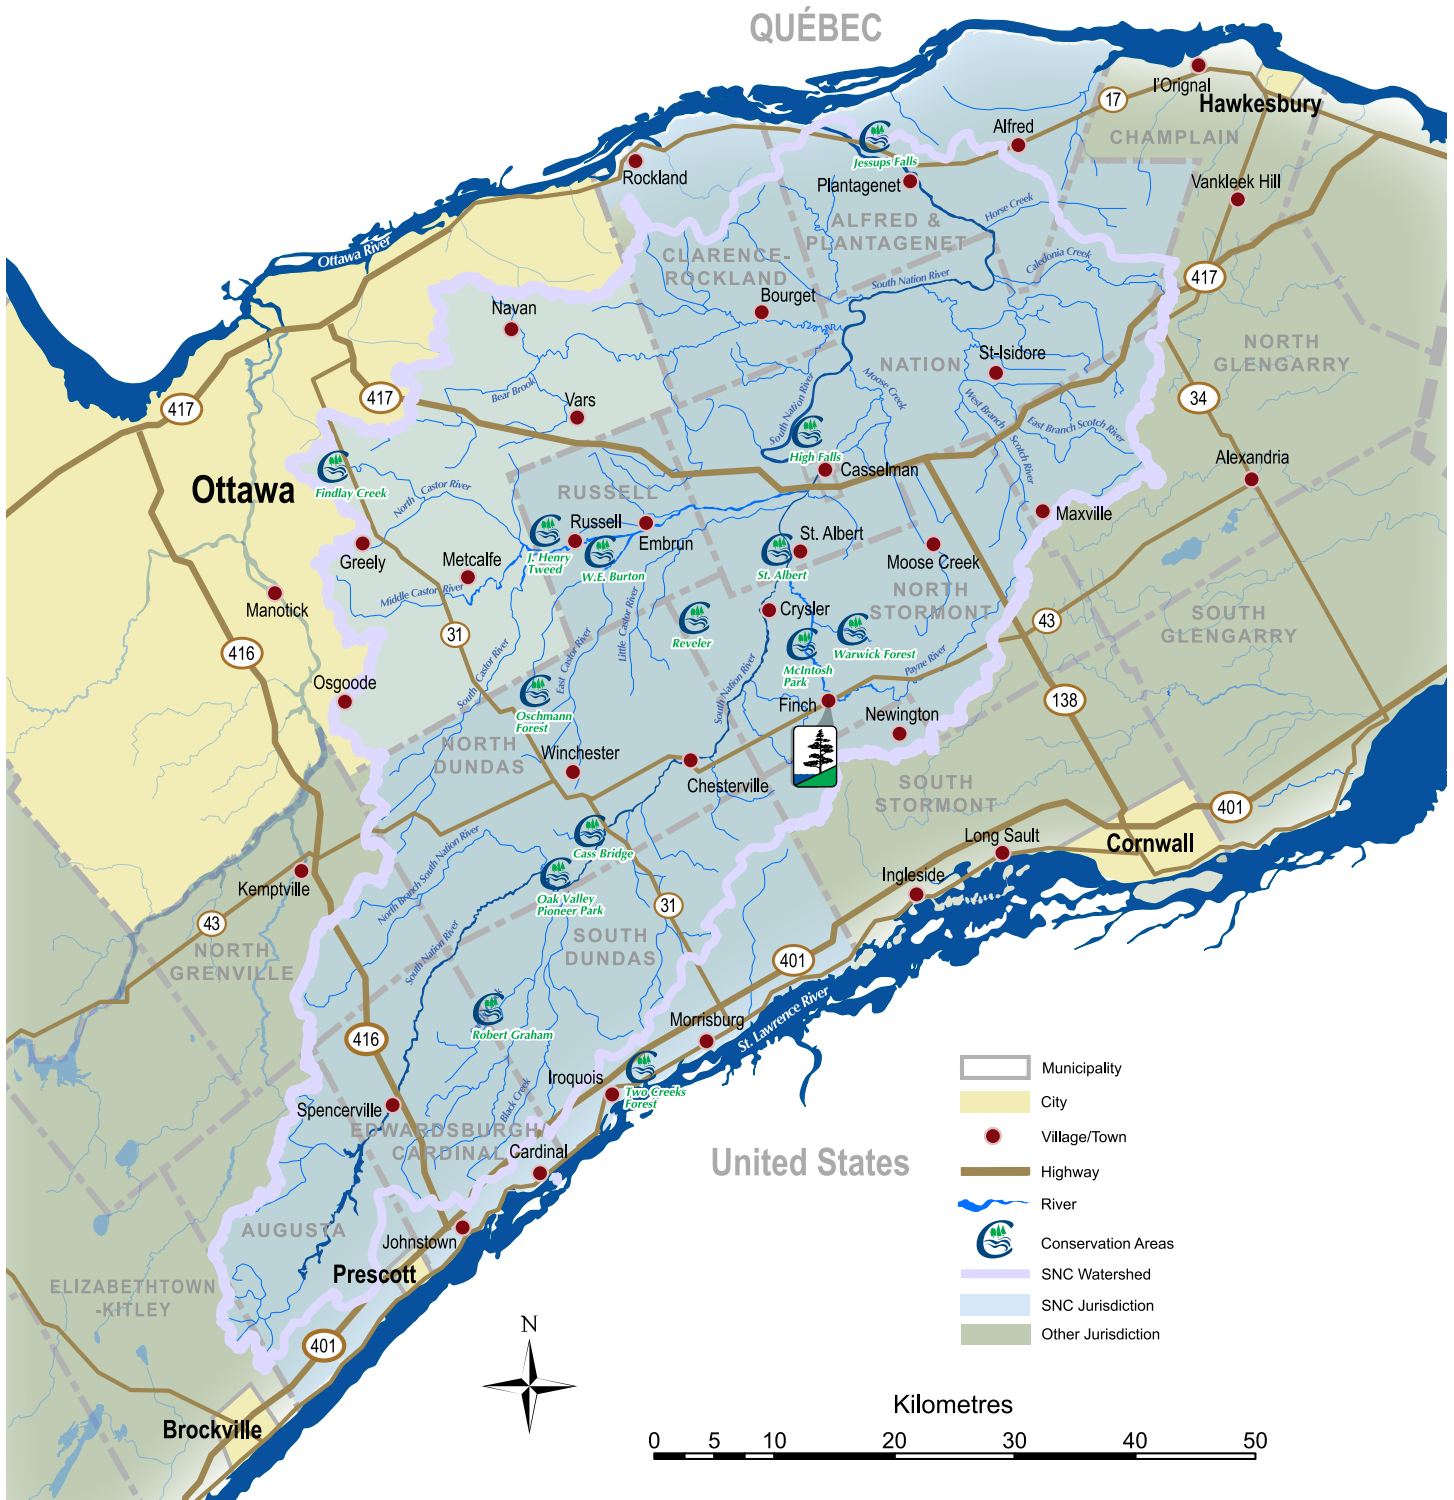 QUÉBEC
l'Orignal
Hawkesbury
17
CHAMPLAIN
Alfred
Jessups Falls
Rockland
Plantagenet
Vankleek Hill
Horse Creek
ALFRED &
PLANTAGENET
Ottawa River
CLARENCE-
ROCKLAND
Caledonia Creek
South Nation River
417
Bourget
Navan
NORTH
GLENGARRY
St-Isidore
NATION
Moose Creek
Bear Brook
417
417
Vars
34
South Nation River
West Branch
Scotch River
East Branch Scotch River
High Falls
Casselman
Alexandria
Ottawa
Findlay Creek
North Castor River
RUSSELL
Russell
Embrun
Maxville
J. Henry
Tweed
W.E. Burton
St. Albert
St. Albert
Moose Creek
Greely
Metcalfe
Middle Castor River
Manotick
NORTH
STORMONT
Crysler
Reveler
Little Castor River
SOUTH
GLENGARRY
43
31
416
Warwick Forest
McIntosh
Park
Payne River
South Castor River
East Castor River
South Nation River
Osgoode
Oschmann
Forest
Finch
Newington
138
NORTH
DUNDAS
Winchester
Chesterville
SOUTH
STORMONT
401
Cass Bridge
Long Sault
Cornwall
North Branch South Nation River
Kemptville
Ingleside
Oak Valley
Pioneer Park
31
43
NORTH
GRENVILLE
SOUTH
DUNDAS
South Nation River
401
Robert Graham
St. Lawrence River
Morrisburg
416
Iroquois
Two Creeks
Forest
Black Creek
Spencerville
EDWARDSBURGH/
CARDINAL
Cardinal
United States
AUGUSTA
Johnstown
Prescott
ELIZABETHTOWN
-KITLEY
401
Brockville
N
Municipality
City
Village/Town
Highway
River
Conservation Areas
SNC Watershed
SNC Jurisdiction
Other Jurisdiction
Kilometres
0 5 10 20 30 40 50